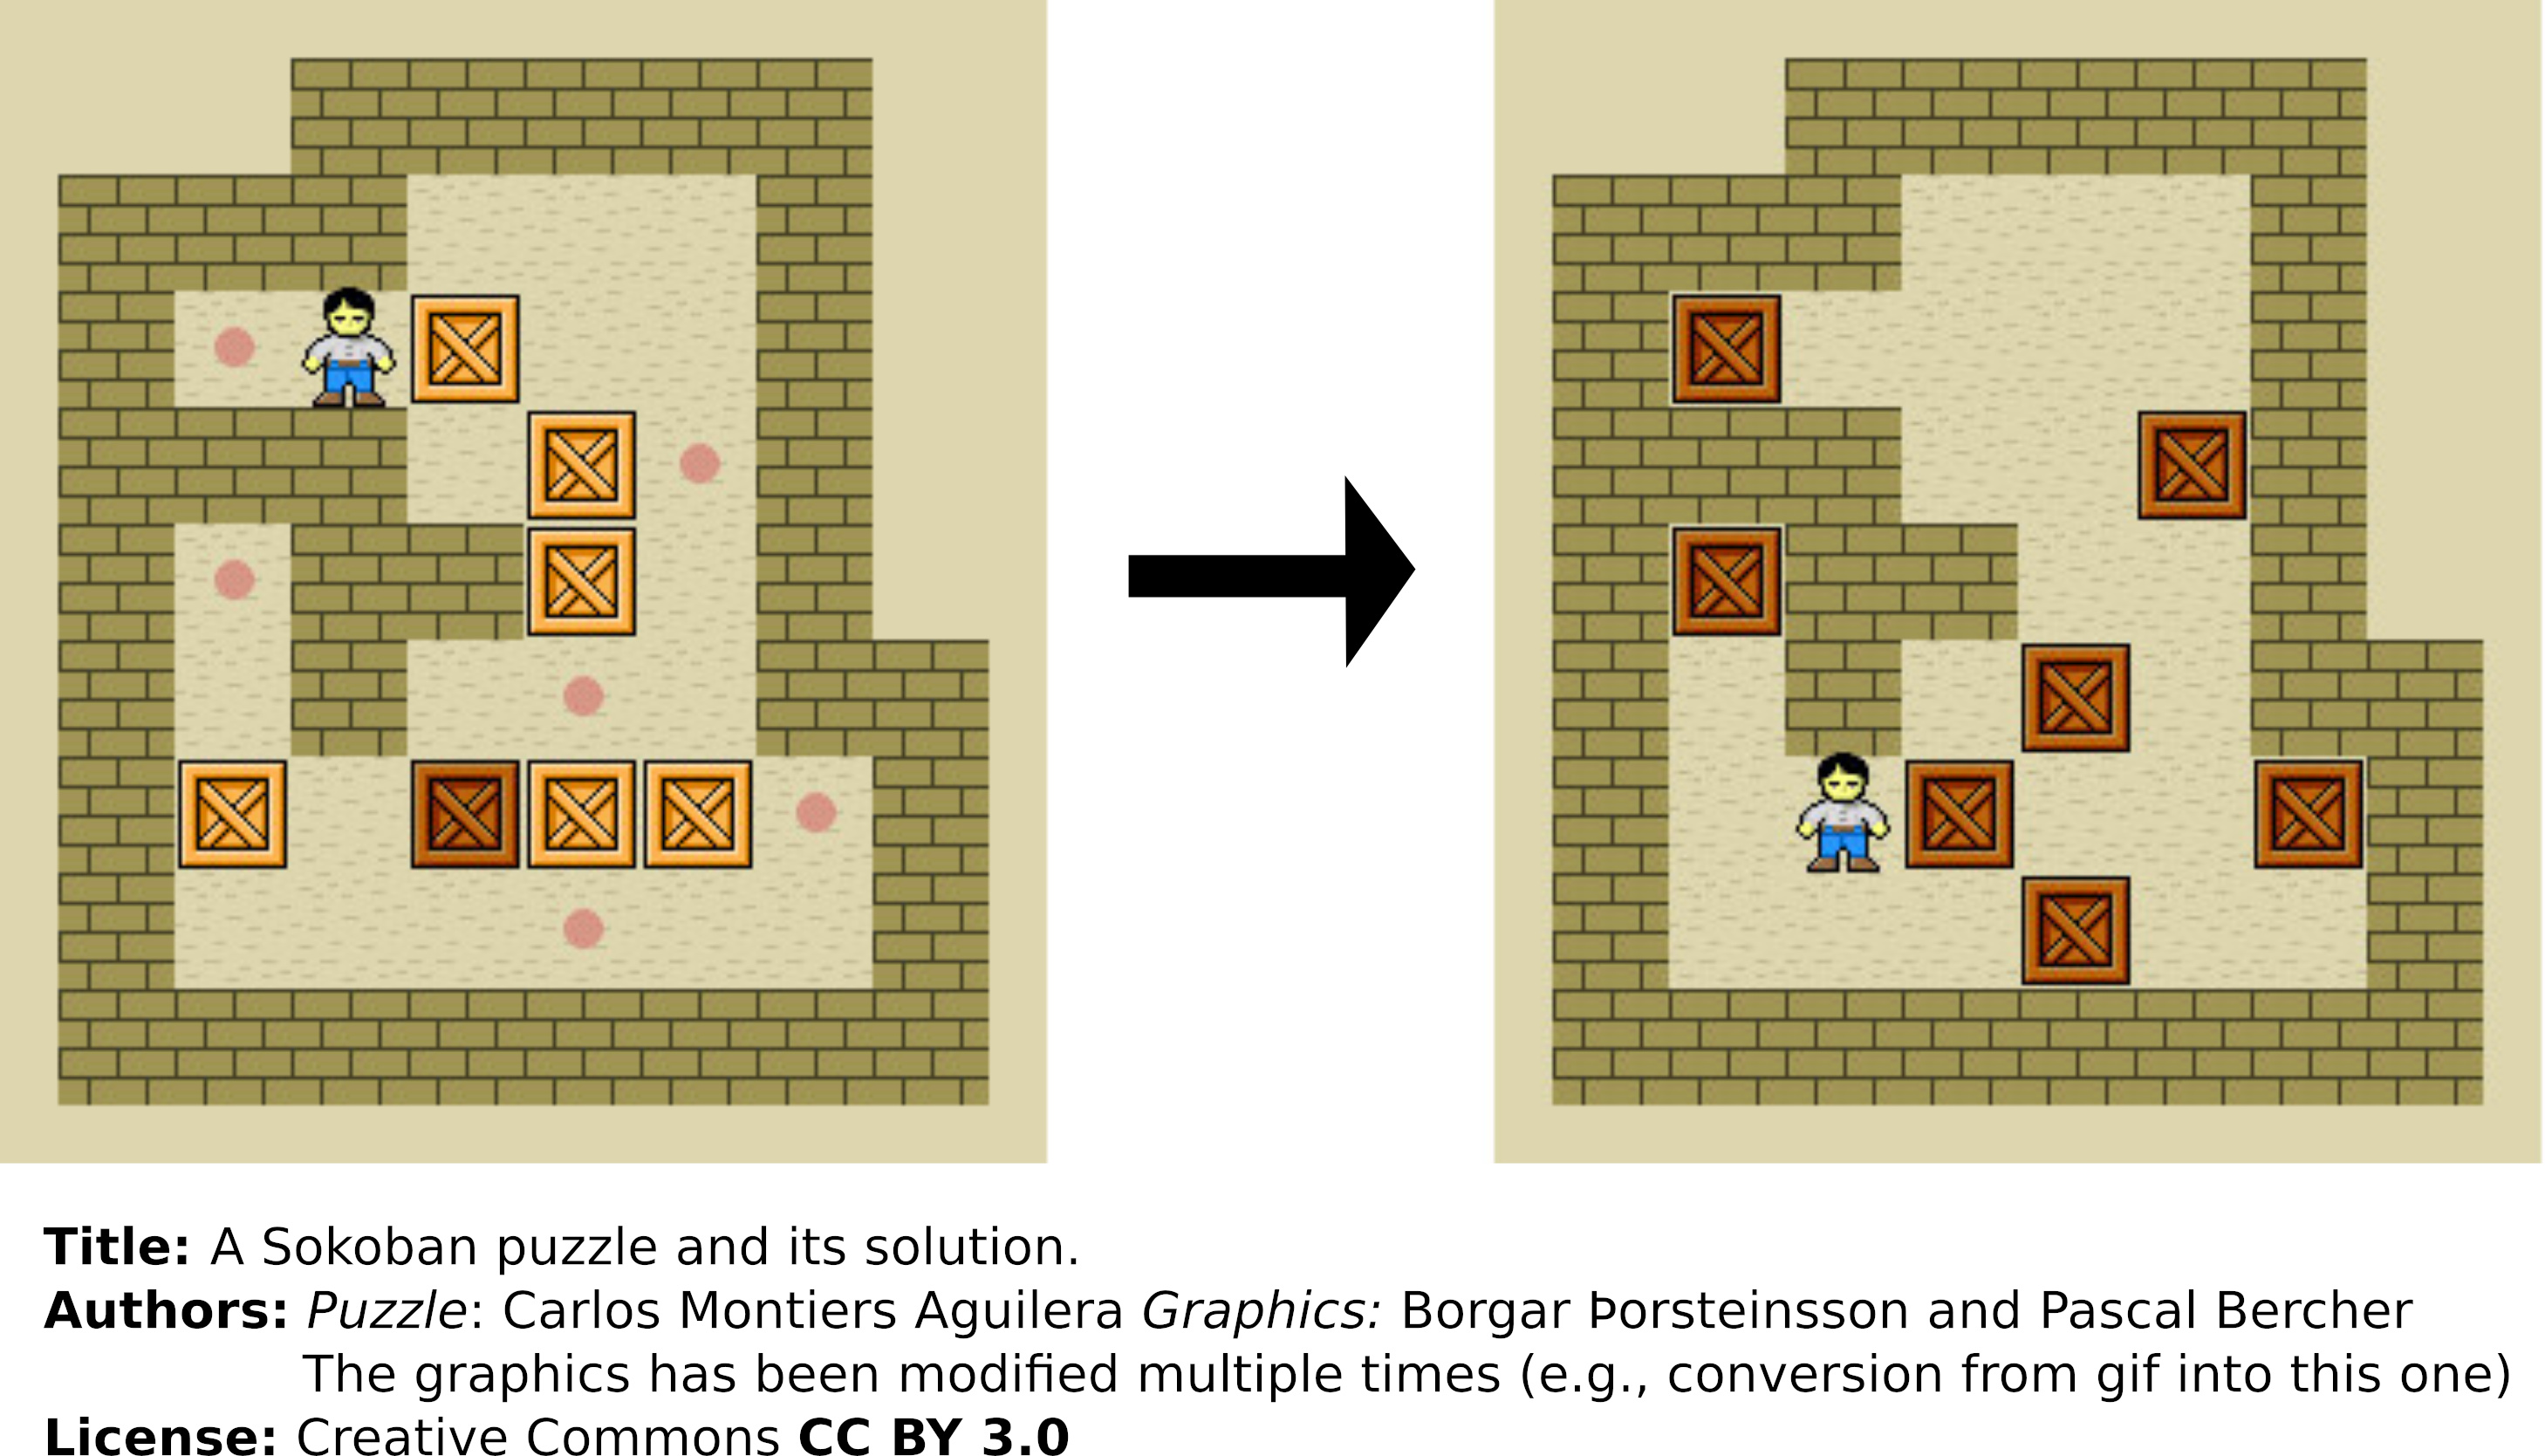 Title: A Sokoban puzzle and its solution.
Authors: Puzzle: Carlos Montiers Aguilera Graphics: Borgar Þorsteinsson and Pascal Bercher
The graphics has been modified multiple times (e.g., conversion from gif into this one)
License: Creative Commons CC BY 3.0